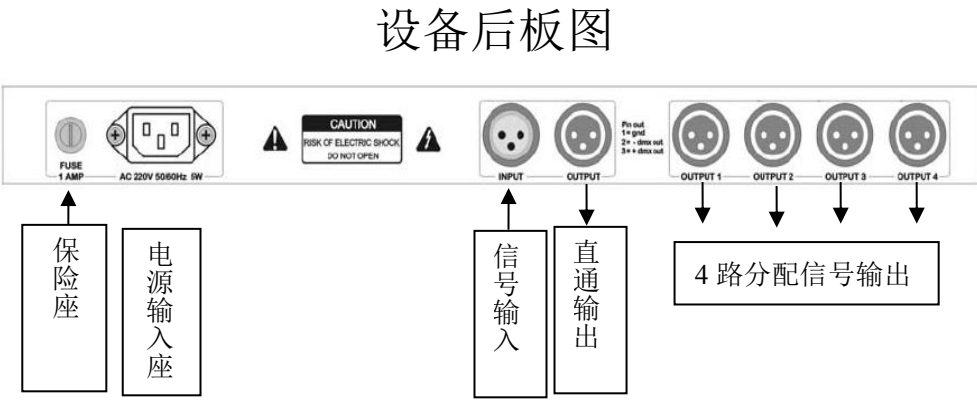 设备后板图
FUSE
1 AMP
AC 220V 50/60Hz 5W
CAUTION
RISK OF ELECTRIC SHOCK
DO NOT OPEN
INPUT
OUTPUT
Pin out
1=gnd
2= - dmx out
3= + dmx out
OUTPUT 1
OUTPUT 2
OUTPUT 3
OUTPUT 4
保险座
电源输入座
信号输入
直通输出
4 路分配信号输出